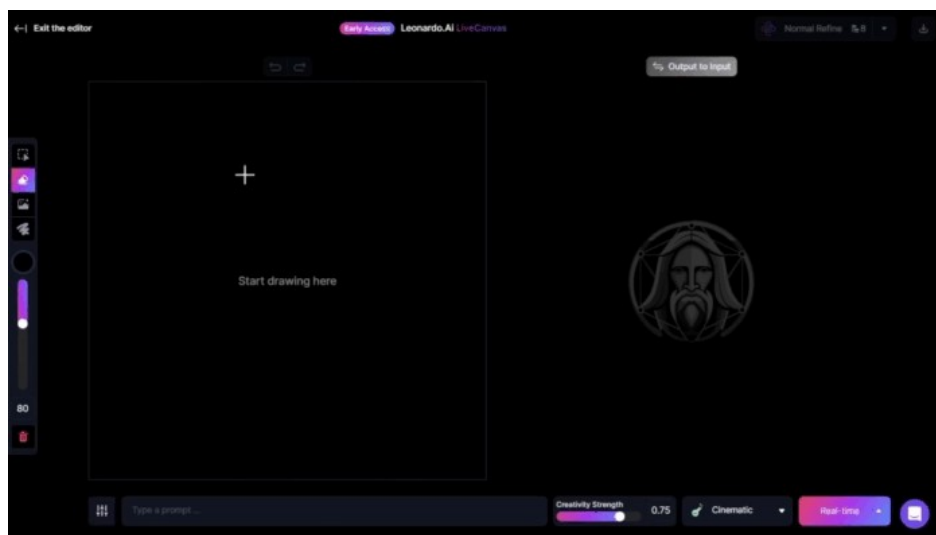 Exit the editor
Early Access Leonardo.Ai LiveCanvas
Normal Refine 8
Output to Input
Start drawing here
80
Type a prompt ...
Creativity Strength
0.75
Cinematic
Real-time